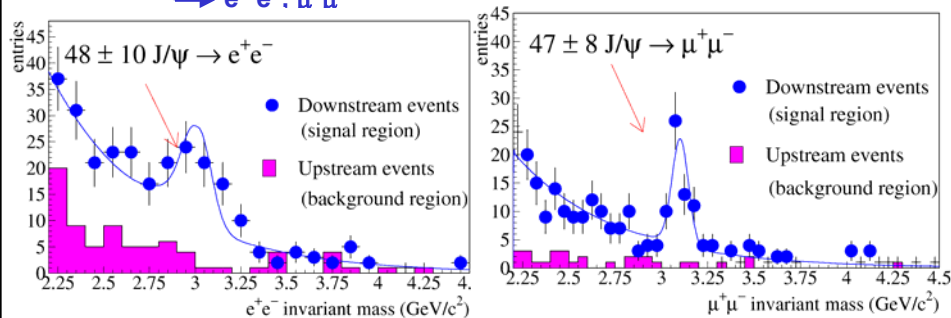 → e e , μ μ
entries
45
40
35
30
25
20
15
10
5
0
48 ± 10 J/ψ → e⁺e⁻
Downstream events
(signal region)
Upstream events
(background region)
2.25 2.5 2.75 3 3.25 3.5 3.75 4 4.25 4.
e⁺e⁻ invariant mass (GeV/c²)
entries
45
40
35
30
25
20
15
10
5
0
47 ± 8 J/ψ → μ⁺μ⁻
Downstream events
(signal region)
Upstream events
(background region)
2.25 2.5 2.75 3 3.25 3.5 3.75 4 4.25 4.5
μ⁺μ⁻ invariant mass (GeV/c²)